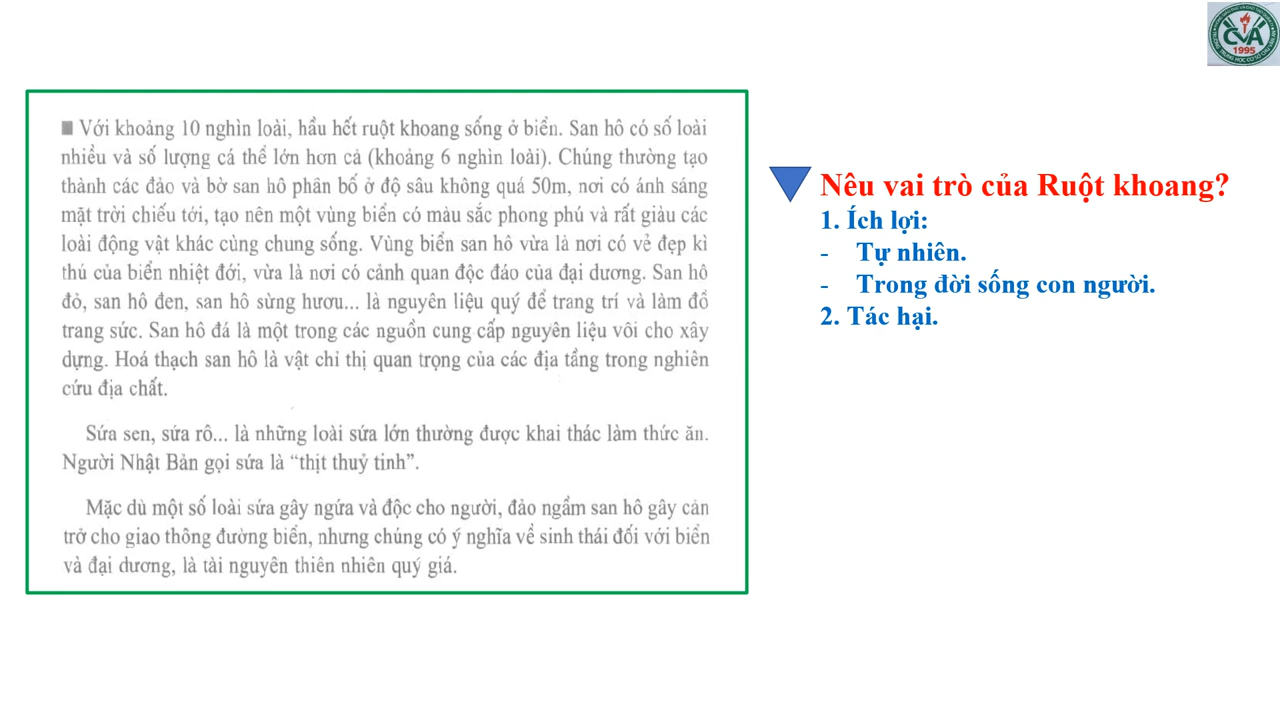 CVA
1995
■ Với khoảng 10 nghìn loài, hầu hết ruột khoang sống ở biển. San hô có số loài
nhiều và số lượng cá thể lớn hơn cả (khoảng 6 nghìn loài). Chúng thường tạo
thành các đảo và bờ san hô phân bố ở độ sâu không quá 50m, nơi có ánh sáng
mặt trời chiếu tới, tạo nên một vùng biển có màu sắc phong phú và rất giàu các
loài động vật khác cùng chung sống. Vùng biển san hô vừa là nơi có vẻ đẹp kì
thú của biển nhiệt đới, vừa là nơi có cảnh quan độc đáo của đại dương. San hô
đỏ, san hô đen, san hô sừng hươu... là nguyên liệu quý để trang trí và làm đồ
trang sức. San hô đá là một trong các nguồn cung cấp nguyên liệu vôi cho xây
dựng. Hoá thạch san hô là vật chỉ thị quan trọng của các địa tầng trong nghiên
cứu địa chất.
Sứa sen, sứa rô... là những loài sứa lớn thường được khai thác làm thức ăn.
Người Nhật Bản gọi sứa là “thịt thuỷ tinh”.
Mặc dù một số loài sứa gây ngứa và độc cho người, đảo ngầm san hô gây cản
trở cho giao thông đường biển, nhưng chúng có ý nghĩa về sinh thái đối với biển
và đại dương, là tài nguyên thiên nhiên quý giá.
Nêu vai trò của Ruột khoang?
1. Ích lợi:
- Tự nhiên.
- Trong đời sống con người.
2. Tác hại.